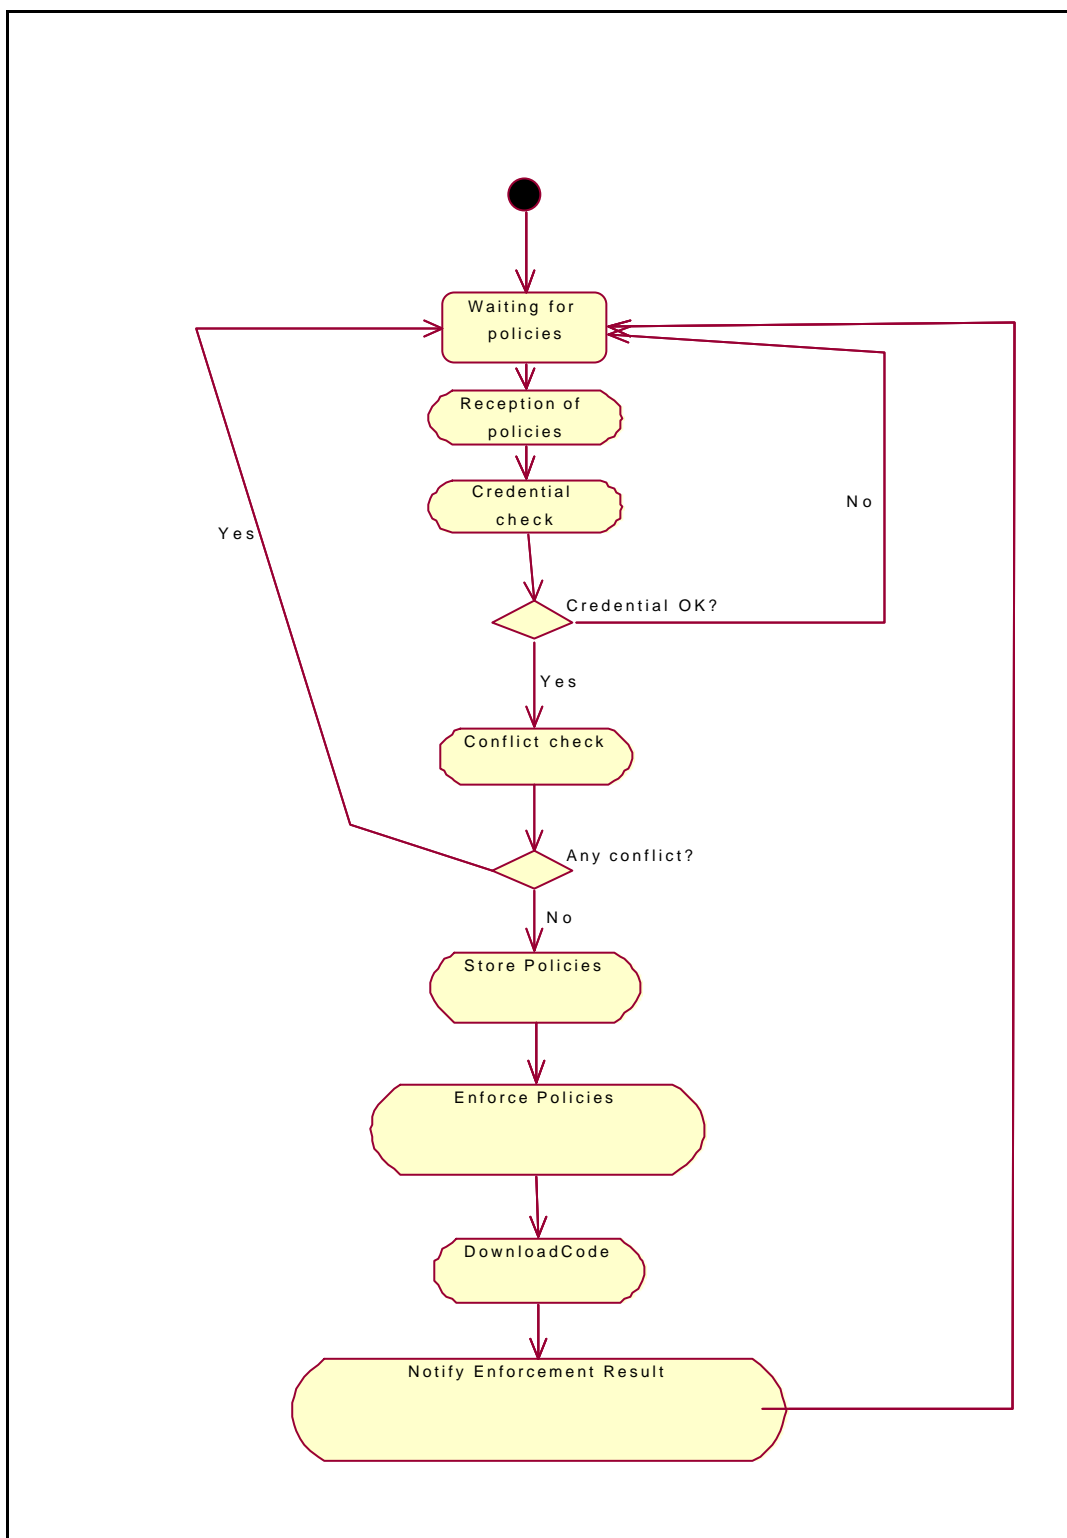 Waiting for
policies
Reception of
policies
Credential
check
No
Yes
Credential OK?
Yes
Conflict check
Any conflict?
No
Store Policies
Enforce Policies
DownloadCode
Notify Enforcement Result